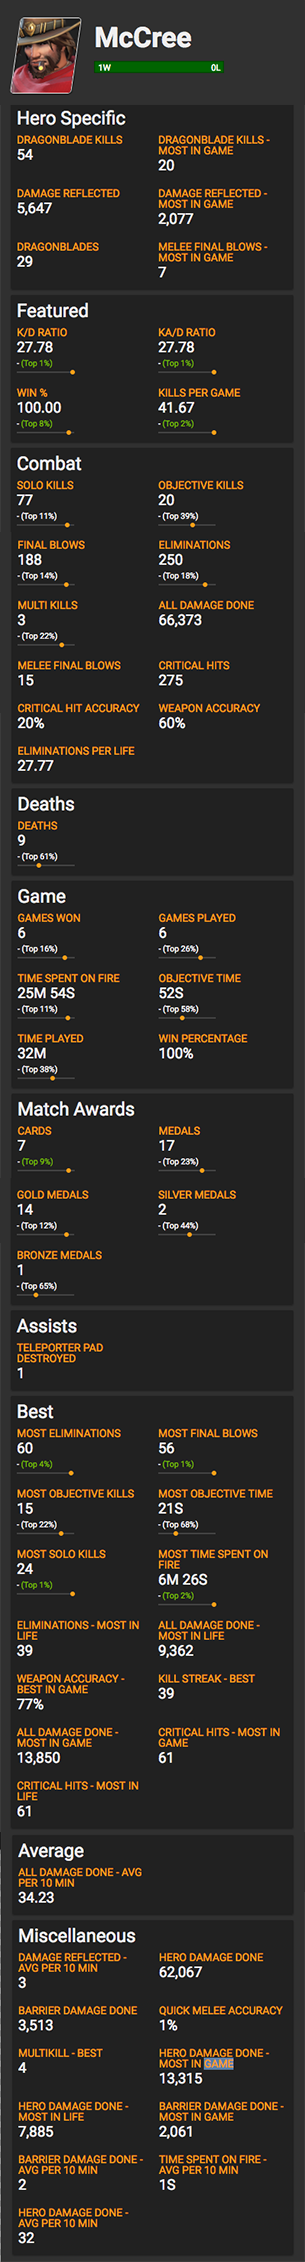 McCree
1W 0L
Hero Specific
DRAGONBLADE KILLS
54
DRAGONBLADE KILLS -
MOST IN GAME
20
DAMAGE REFLECTED
5,647
DAMAGE REFLECTED -
MOST IN GAME
2,077
DRAGONBLADES
29
MELEE FINAL BLOWS -
MOST IN GAME
7
Featured
K/D RATIO
27.78
- (Top 1%)
KA/D RATIO
27.78
- (Top 1%)
WIN %
100.00
- (Top 8%)
KILLS PER GAME
41.67
- (Top 2%)
Combat
SOLO KILLS
77
- (Top 11%)
OBJECTIVE KILLS
20
- (Top 39%)
FINAL BLOWS
188
- (Top 14%)
ELIMINATIONS
250
- (Top 18%)
MULTI KILLS
3
- (Top 22%)
ALL DAMAGE DONE
66,373
MELEE FINAL BLOWS
15
CRITICAL HITS
275
CRITICAL HIT ACCURACY
20%
WEAPON ACCURACY
60%
ELIMINATIONS PER LIFE
27.77
Deaths
DEATHS
9
- (Top 61%)
Game
GAMES WON
6
- (Top 16%)
GAMES PLAYED
6
- (Top 26%)
TIME SPENT ON FIRE
25M 54S
- (Top 11%)
OBJECTIVE TIME
52S
- (Top 58%)
TIME PLAYED
32M
- (Top 38%)
WIN PERCENTAGE
100%
Match Awards
CARDS
7
- (Top 9%)
MEDALS
17
- (Top 23%)
GOLD MEDALS
14
- (Top 12%)
SILVER MEDALS
2
- (Top 44%)
BRONZE MEDALS
1
- (Top 65%)
Assists
TELEPORTER PAD
DESTROYED
1
Best
MOST ELIMINATIONS
60
- (Top 4%)
MOST FINAL BLOWS
56
- (Top 1%)
MOST OBJECTIVE KILLS
15
- (Top 22%)
MOST OBJECTIVE TIME
21S
- (Top 68%)
MOST SOLO KILLS
24
- (Top 1%)
MOST TIME SPENT ON
FIRE
6M 26S
- (Top 2%)
ELIMINATIONS - MOST IN
LIFE
39
ALL DAMAGE DONE -
MOST IN LIFE
9,362
WEAPON ACCURACY -
BEST IN GAME
77%
KILL STREAK - BEST
39
ALL DAMAGE DONE -
MOST IN GAME
13,850
CRITICAL HITS - MOST IN
GAME
61
CRITICAL HITS - MOST IN
LIFE
61
Average
ALL DAMAGE DONE - AVG
PER 10 MIN
34.23
Miscellaneous
DAMAGE REFLECTED -
AVG PER 10 MIN
3
HERO DAMAGE DONE
62,067
BARRIER DAMAGE DONE
3,513
QUICK MELEE ACCURACY
1%
MULTIKILL - BEST
4
HERO DAMAGE DONE -
MOST IN GAME
13,315
HERO DAMAGE DONE -
MOST IN LIFE
7,885
BARRIER DAMAGE DONE -
MOST IN GAME
2,061
BARRIER DAMAGE DONE -
AVG PER 10 MIN
2
TIME SPENT ON FIRE -
AVG PER 10 MIN
1S
HERO DAMAGE DONE -
AVG PER 10 MIN
32